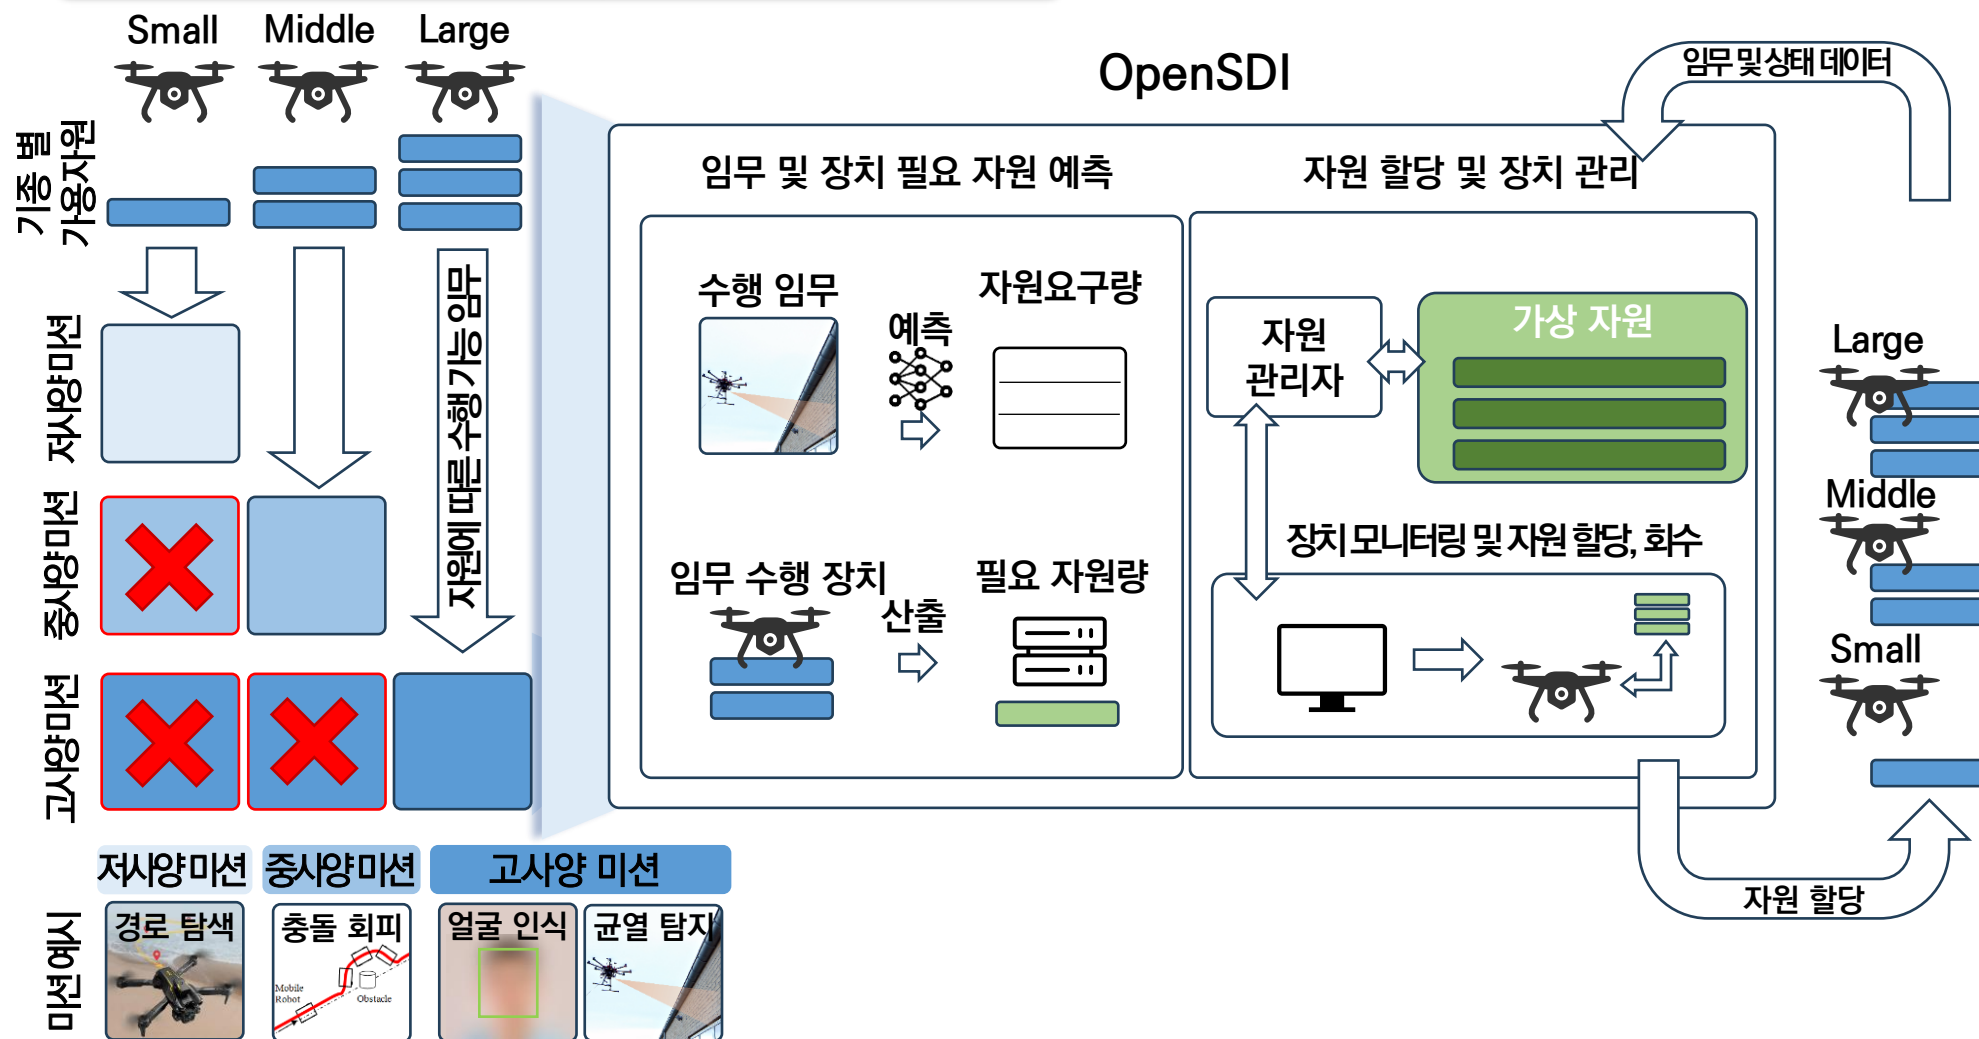 Small
Middle
Large
기종 별
가용자원
자원에 따른 수행 가능 임무
저사양 미션
중사양 미션
고사양 미션
저사양 미션
중사양 미션
고사양 미션
미션 예시
경로 탐색
충돌 회피
Mobile
Robot
Obstacle
얼굴 인식
균열 탐지
OpenSDI
임무 및 장치 필요 자원 예측
수행 임무
예측
자원요구량
임무 수행 장치
산출
필요 자원량
자원 할당 및 장치 관리
자원
관리자
가상 자원
장치 모니터링 및 자원 할당, 회수
임무 및 상태 데이터
Large
Middle
Small
자원 할당